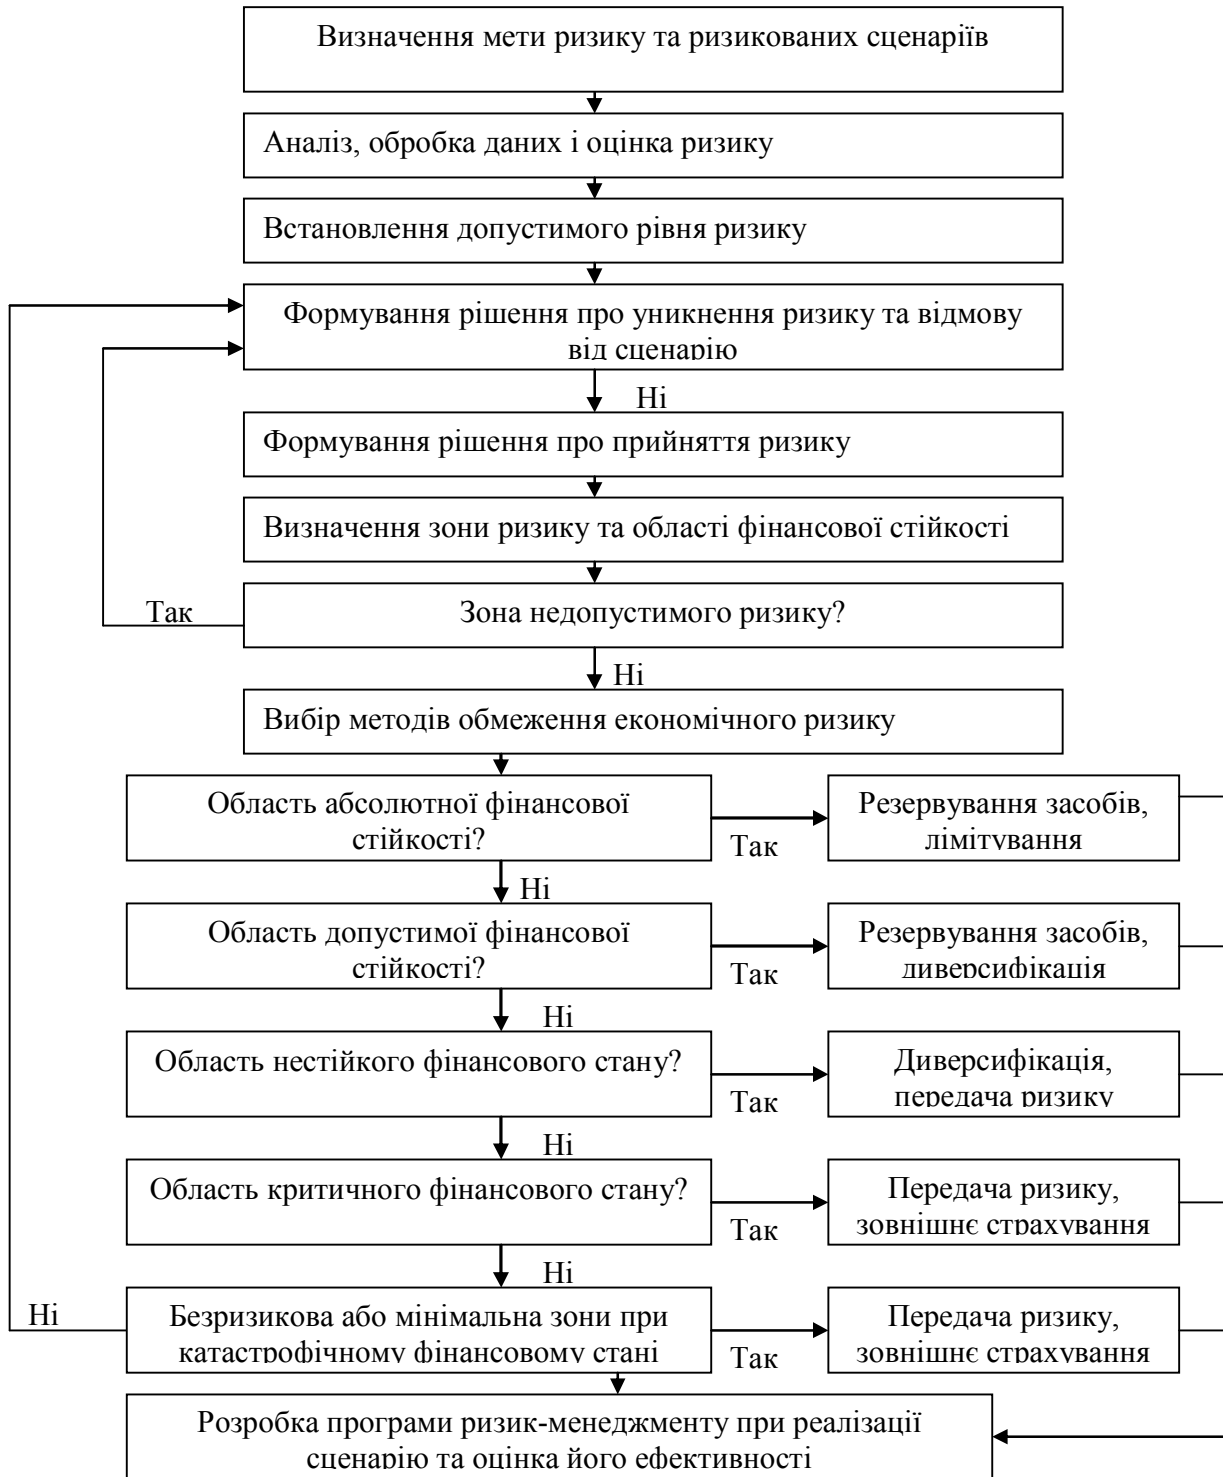 Визначення мети ризику та ризикованих сценаріїв
Аналіз, обробка даних і оцінка ризику
Встановлення допустимого рівня ризику
Формування рішення про уникнення ризику та відмову
від сценарію
Ні
Формування рішення про прийняття ризику
Визначення зони ризику та області фінансової стійкості
Так
Зона недопустимого ризику?
Ні
Вибір методів обмеження економічного ризику
Область абсолютної фінансової
стійкості?
Так
Резервування засобів,
лімітування
Ні
Область допустимої фінансової
стійкості?
Так
Резервування засобів,
диверсифікація
Ні
Область нестійкого фінансового стану?
Так
Диверсифікація,
передача ризику
Ні
Область критичного фінансового стану?
Так
Передача ризику,
зовнішнє страхування
Ні
Ні
Безризикова або мінімальна зони при
катастрофічному фінансовому стані
Так
Передача ризику,
зовнішнє страхування
Розробка програми ризик-менеджменту при реалізації
сценарію та оцінка його ефективності